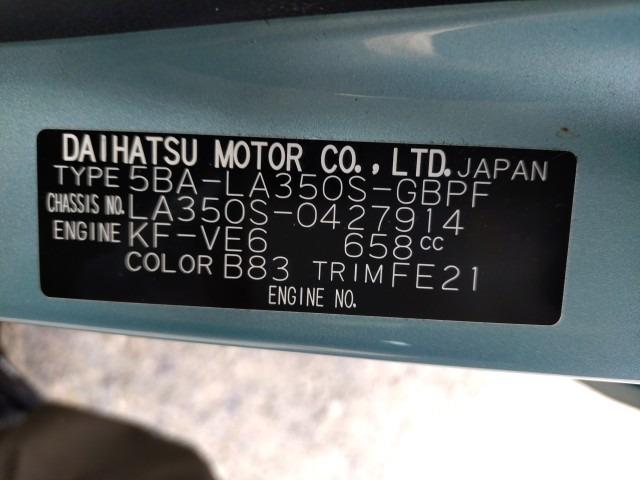 DAIHATSU MOTOR CO., LTD. JAPAN
TYPE 5BA-LA350S-GBPF
CHASSIS NO. LA350S-0427914
ENGINE KF-VE6 658cc
COLOR B83 TRIM FE21
ENGINE NO.